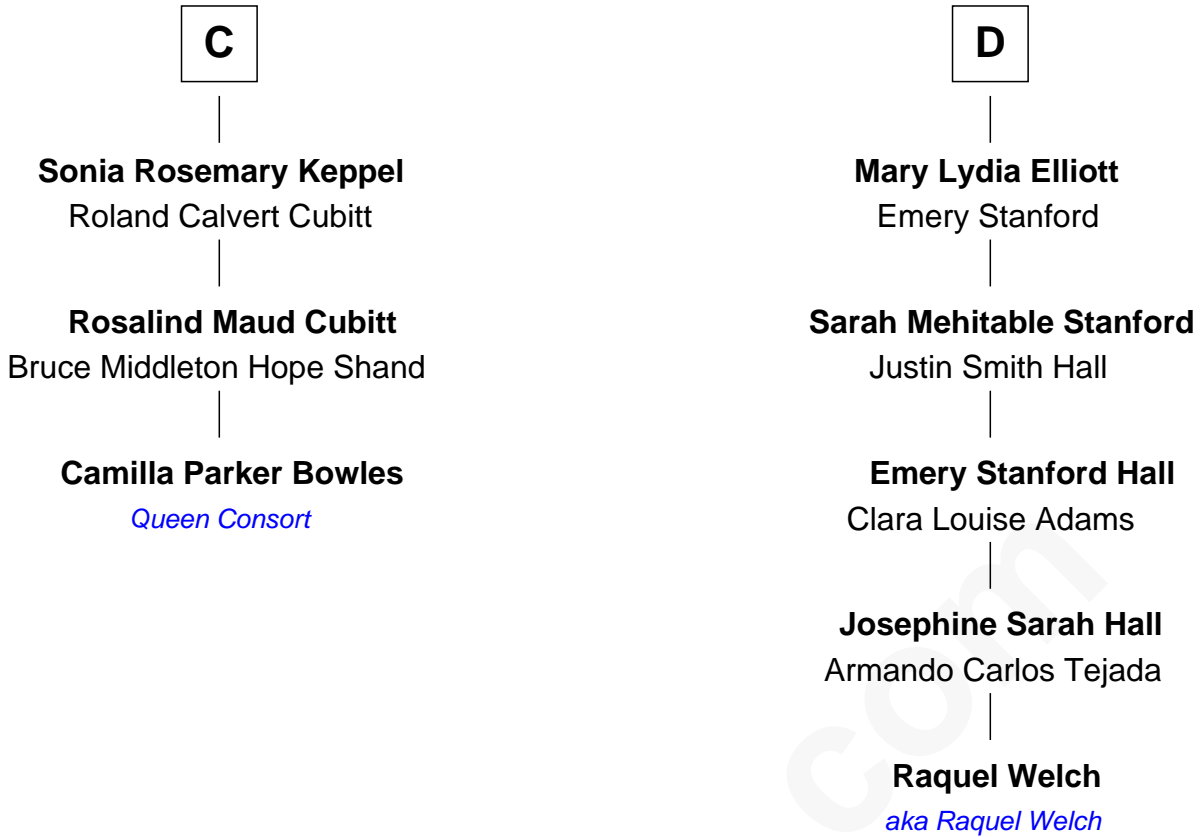 C
Sonia Rosemary Keppel
Roland Calvert Cubitt
Rosalind Maud Cubitt
Bruce Middleton Hope Shand
Camilla Parker Bowles
Queen Consort
D
Mary Lydia Elliott
Emery Stanford
Sarah Mehitable Stanford
Justin Smith Hall
Emery Stanford Hall
Clara Louise Adams
Josephine Sarah Hall
Armando Carlos Tejada
Raquel Welch
aka Raquel Welch
com